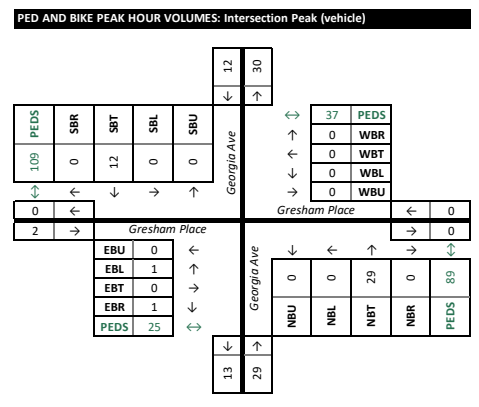 PED AND BIKE PEAK HOUR VOLUMES: Intersection Peak (vehicle)
12 30
↓ ↑
PEDS SBR SBT SBL SBU
109 0 12 0 0
↕ ← ↓ → ↑
Georgia Ave
↔ 37 PEDS
↑ 0 WBR
← 0 WBT
↓ 0 WBL
→ 0 WBU
0 ←
Gresham Place ← 0
2 → Gresham Place
→ 0
EBU 0 ←
EBL 1 ↑
EBT 0 →
EBR 1 ↓
PEDS 25 ↔
Georgia Ave
↓ ← ↑ → ↕
0 0 29 0 89
NBU NBL NBT NBR PEDS
↓ ↑
13 29